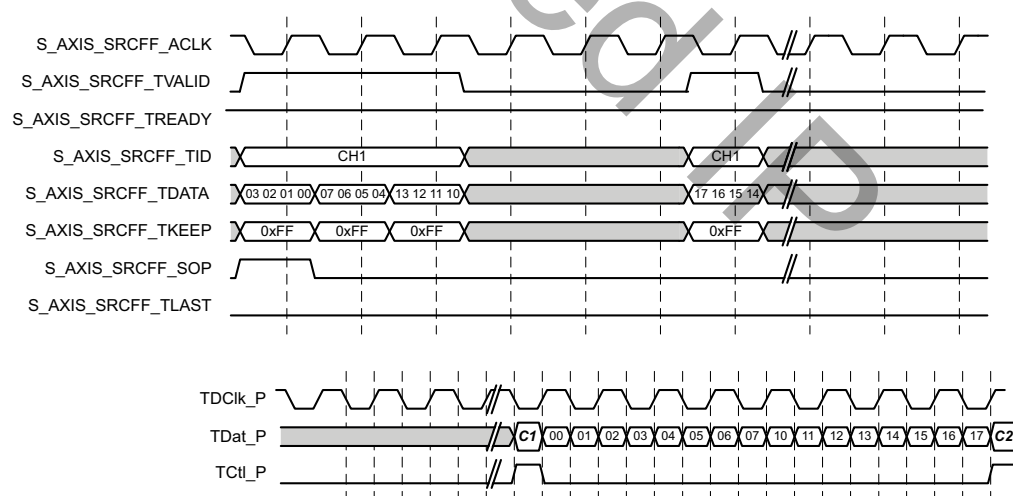 S_AXIS_SRCFF_ACLK
S_AXIS_SRCFF_TVALID
S_AXIS_SRCFF_TREADY
S_AXIS_SRCFF_TID CH1 CH1
S_AXIS_SRCFF_TDATA 03 02 01 00 07 06 05 04 13 12 11 10 17 16 15 14
S_AXIS_SRCFF_TKEEP 0xFF 0xFF 0xFF 0xFF
S_AXIS_SRCFF_SOP
S_AXIS_SRCFF_TLAST
TDClk_P
TDat_P C1 00 01 02 03 04 05 06 07 10 11 12 13 14 15 16 17 C2
TCtl_P
d IP